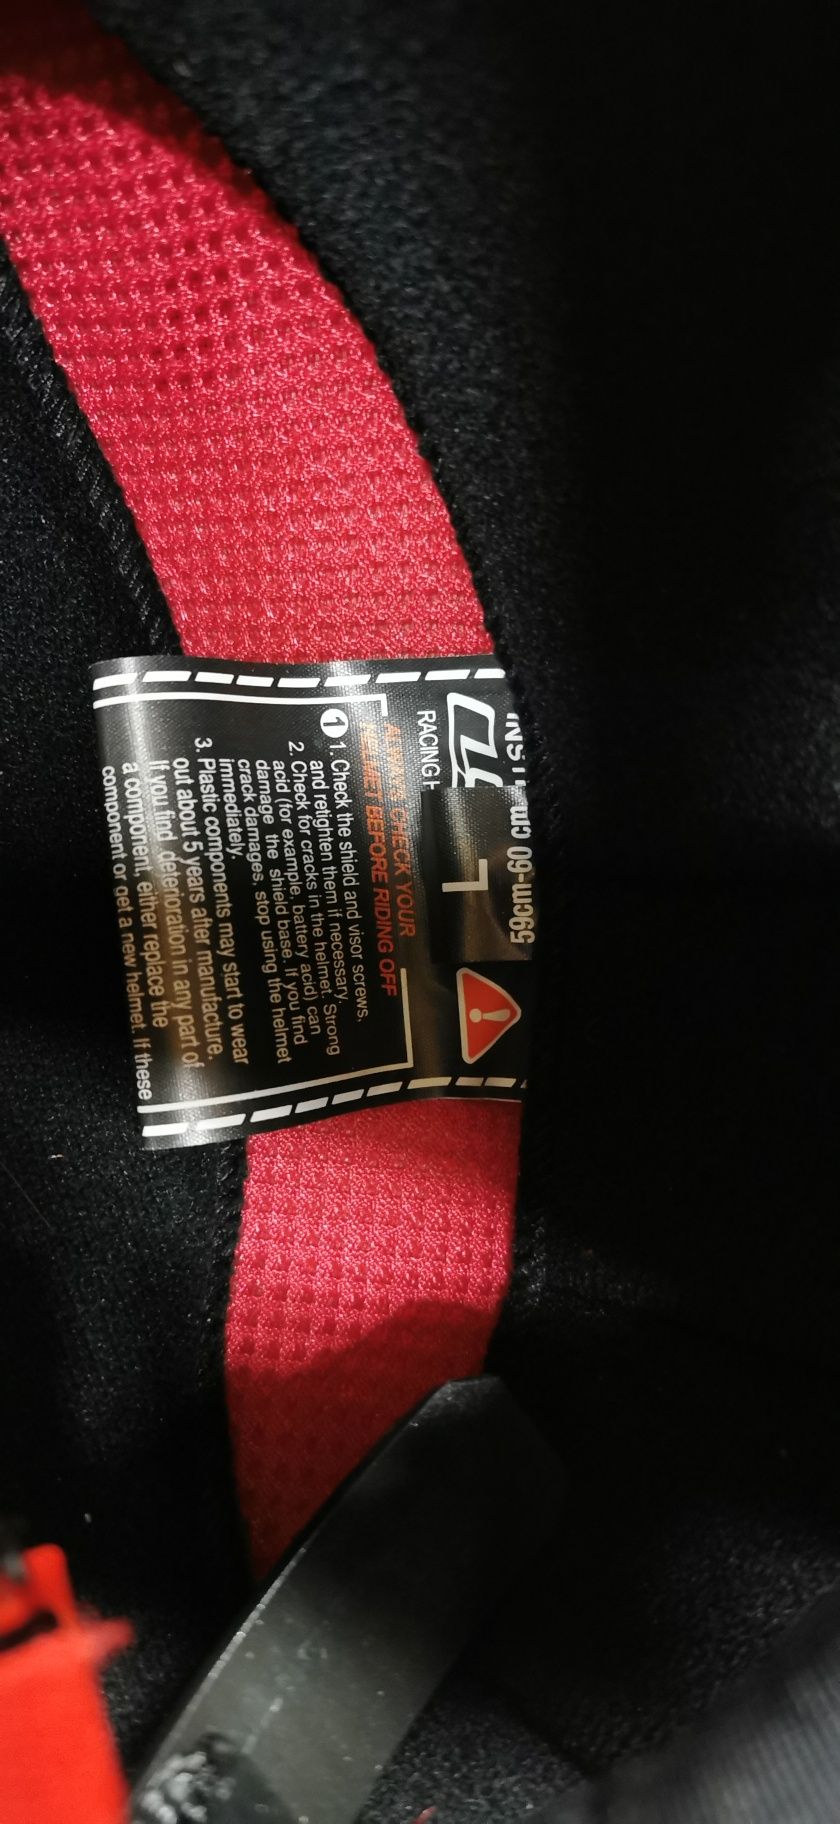 RACING
L
59cm-60 cm
ALWAYS CHECK YOUR
HELMET BEFORE RIDING OFF
1 1. Check the shield and visor screws,
and retighten them if necessary.
2. Check for cracks in the helmet. Strong
acid (for example, battery acid) can
damage the shield base. If you find
crack damages, stop using the helmet
immediately.
3. Plastic components may start to wear
out about 5 years after manufacture.
If you find deterioration in any part of
a component, either replace the
component or get a new helmet. If these